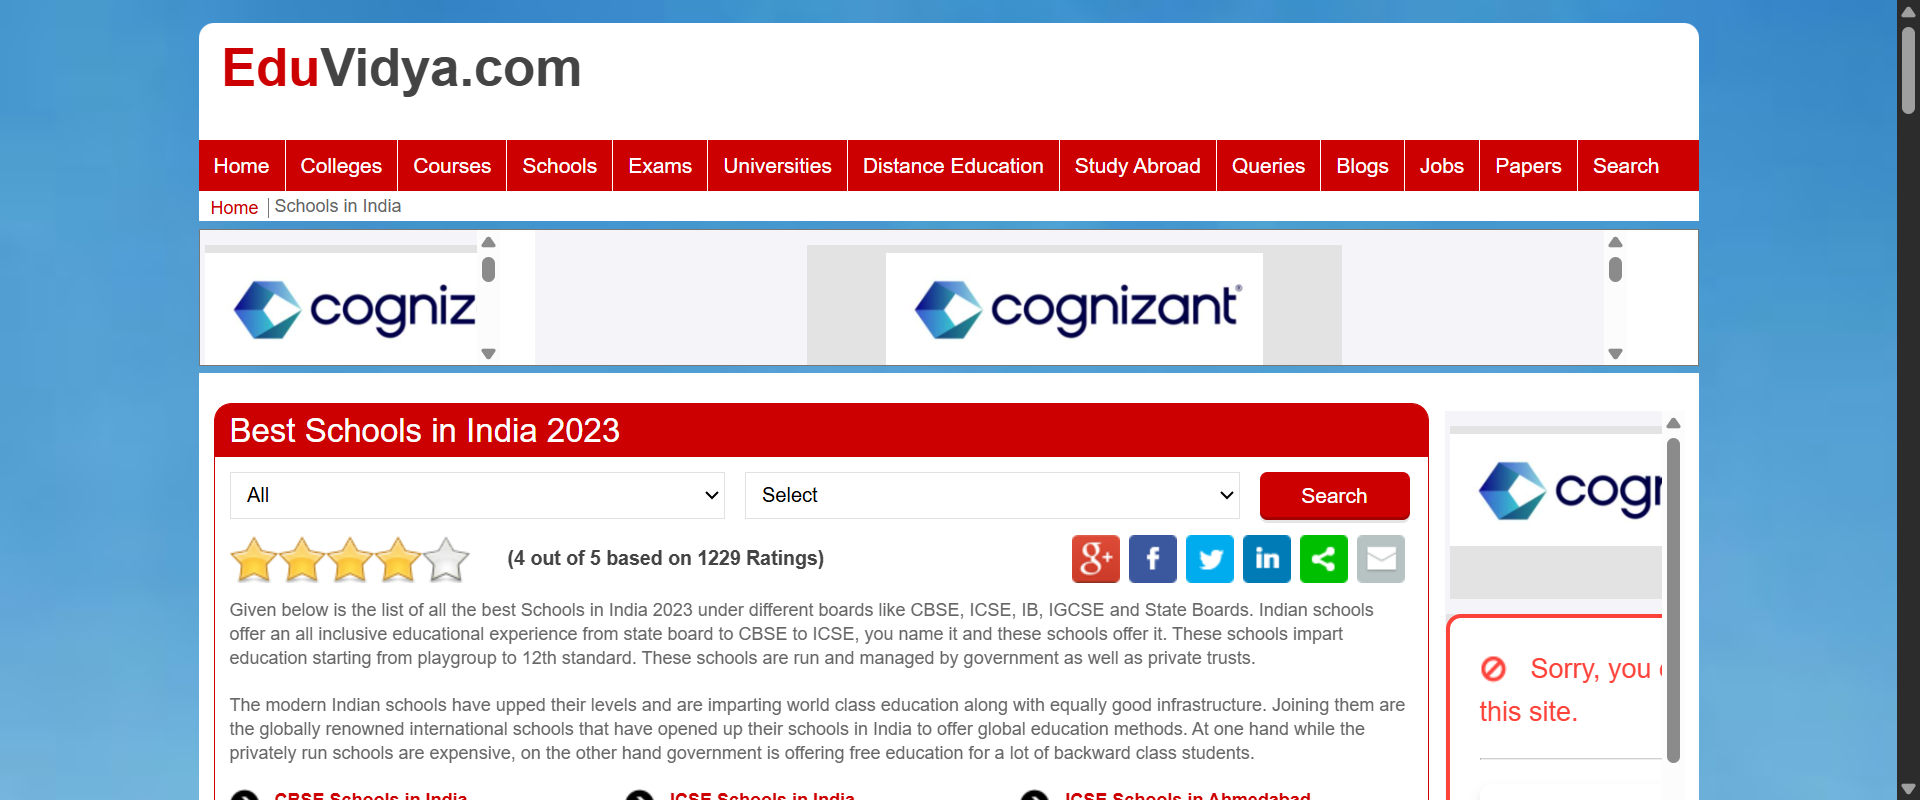 EduVidya.com
Home Colleges Courses Schools Exams Universities Distance Education Study Abroad Queries Blogs Jobs Papers Search
Home Schools in India
cogniz
cognizant®
Best Schools in India 2023
All Select Search
(4 out of 5 based on 1229 Ratings)
Given below is the list of all the best Schools in India 2023 under different boards like CBSE, ICSE, IB, IGCSE and State Boards. Indian schools
offer an all inclusive educational experience from state board to CBSE to ICSE, you name it and these schools offer it. These schools impart
education starting from playgroup to 12th standard. These schools are run and managed by government as well as private trusts.
The modern Indian schools have upped their levels and are imparting world class education along with equally good infrastructure. Joining them are
the globally renowned international schools that have opened up their schools in India to offer global education methods. At one hand while the
privately run schools are expensive, on the other hand government is offering free education for a lot of backward class students.
CBSE Schools in India ICSE Schools in India ICSE Schools in Ahmedabad
cog
Sorry, you
this site.